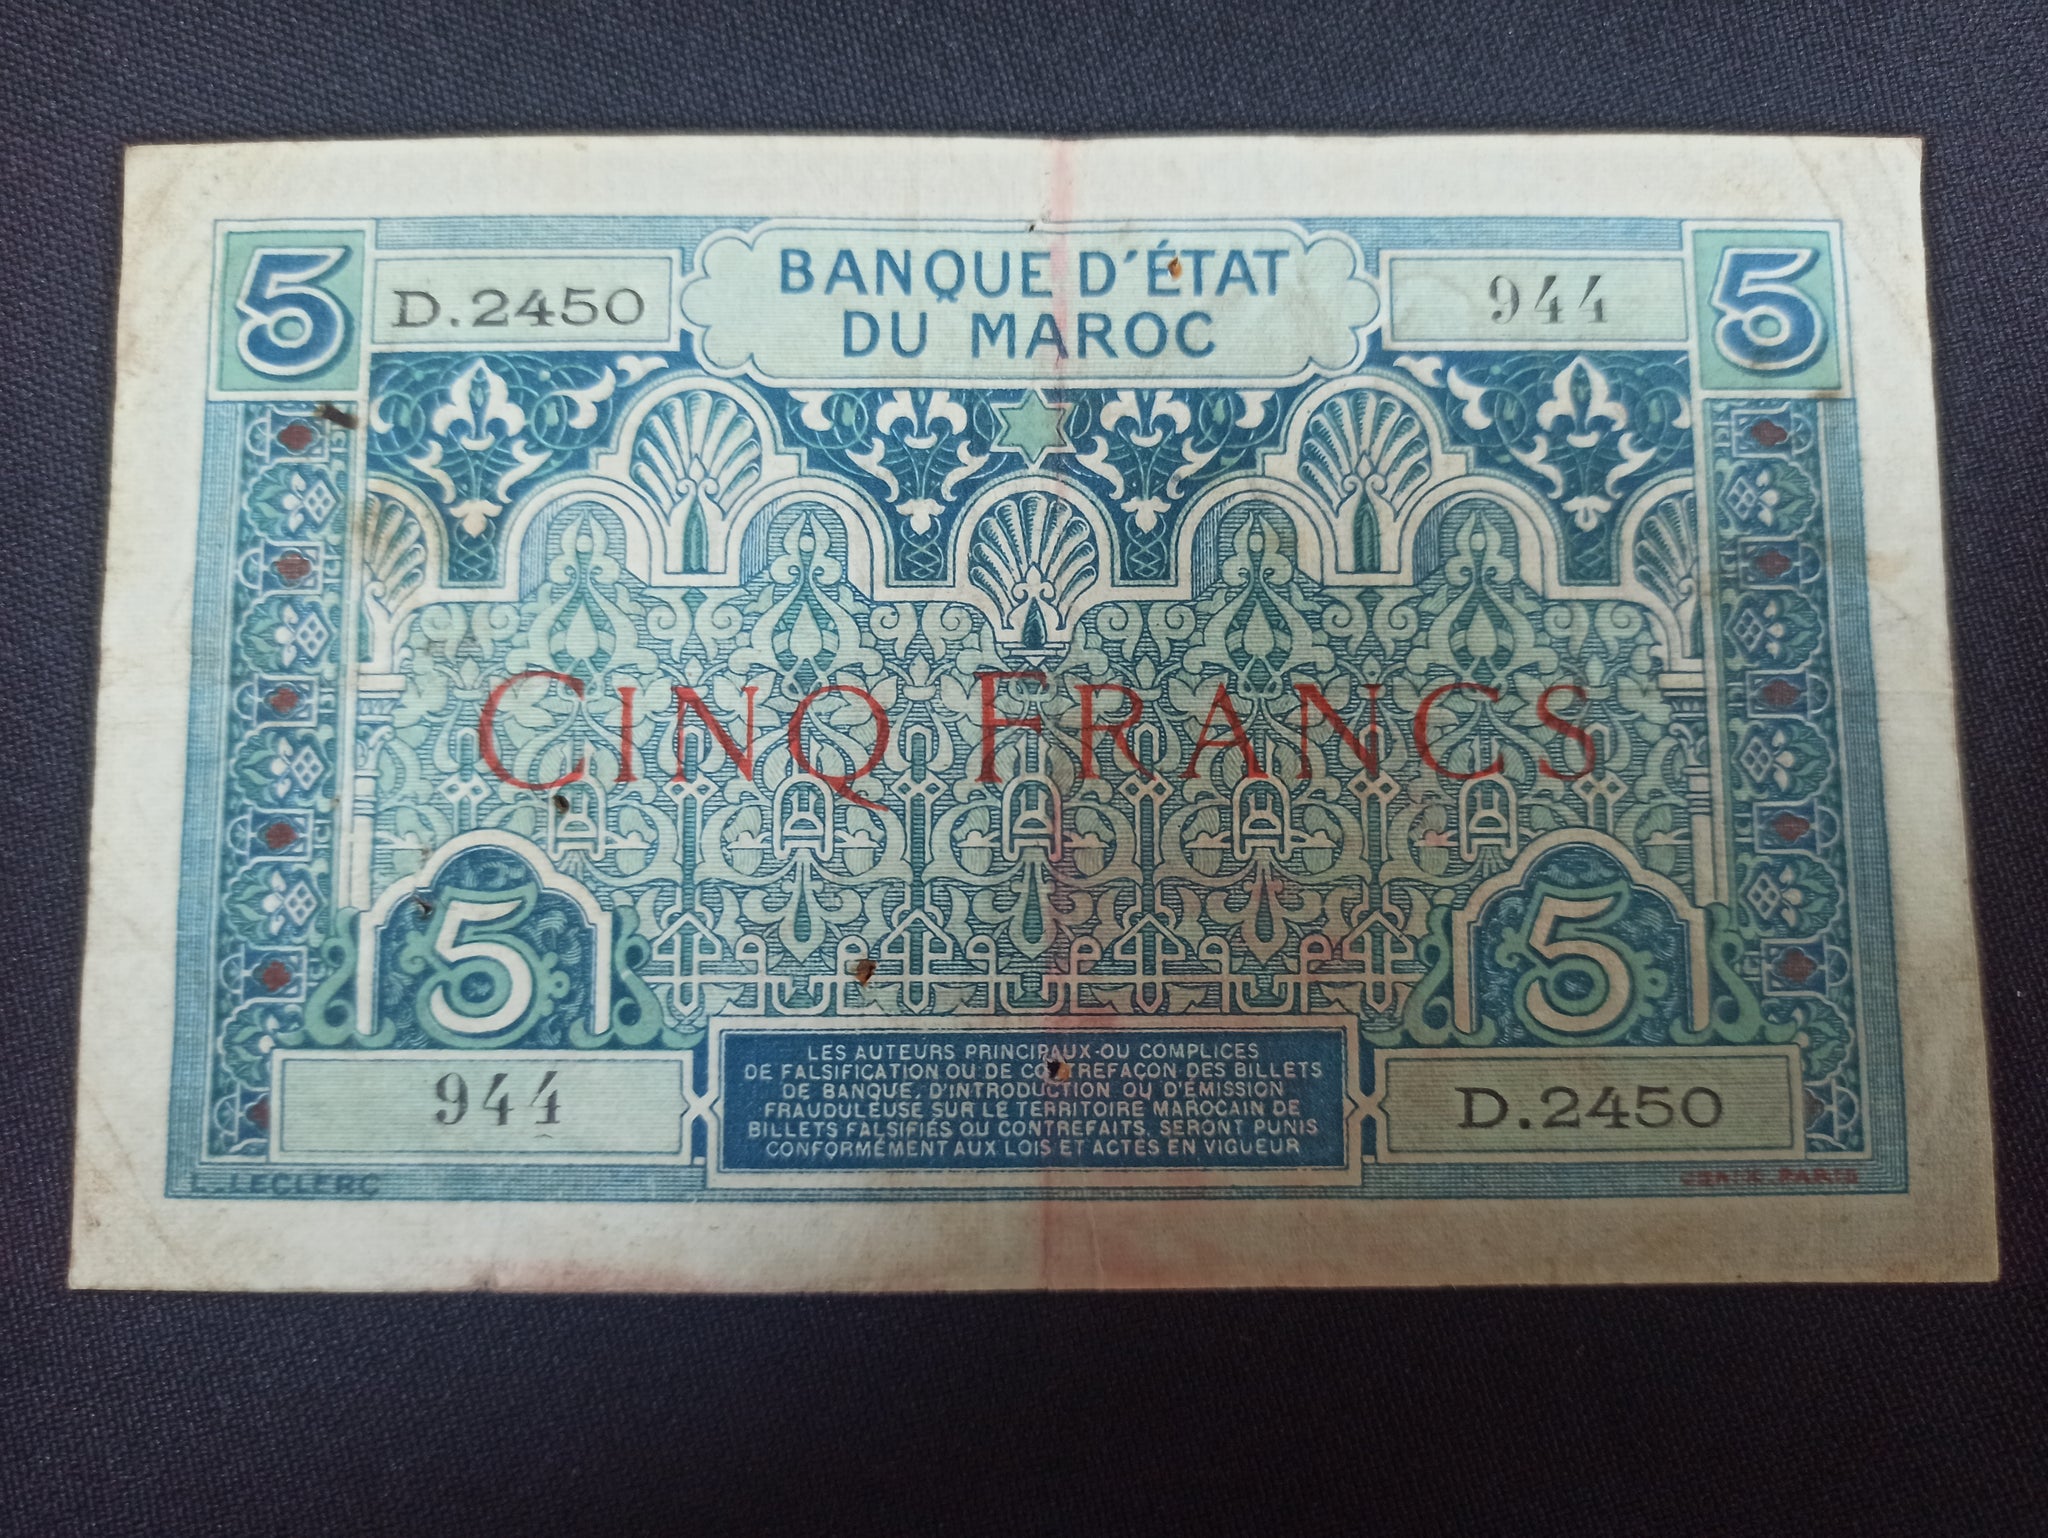 5
D.2450
BANQUE D'ÉTAT
DU MAROC
944
5
CINQ FRANCS
5
5
944
LES AUTEURS PRINCIPAUX OU COMPLICES
DE FALSIFICATION OU DE CONTREFAÇON DES BILLETS
DE BANQUE, D'INTRODUCTION OU D'ÉMISSION
FRAUDULEUSE SUR LE TERRITOIRE MAROCAIN DE
BILLETS FALSIFIÉS OU CONTREFAITS, SERONT PUNIS
CONFORMÉMENT AUX LOIS ET ACTES EN VIGUEUR
D.2450
L. LECLERC
PARIS